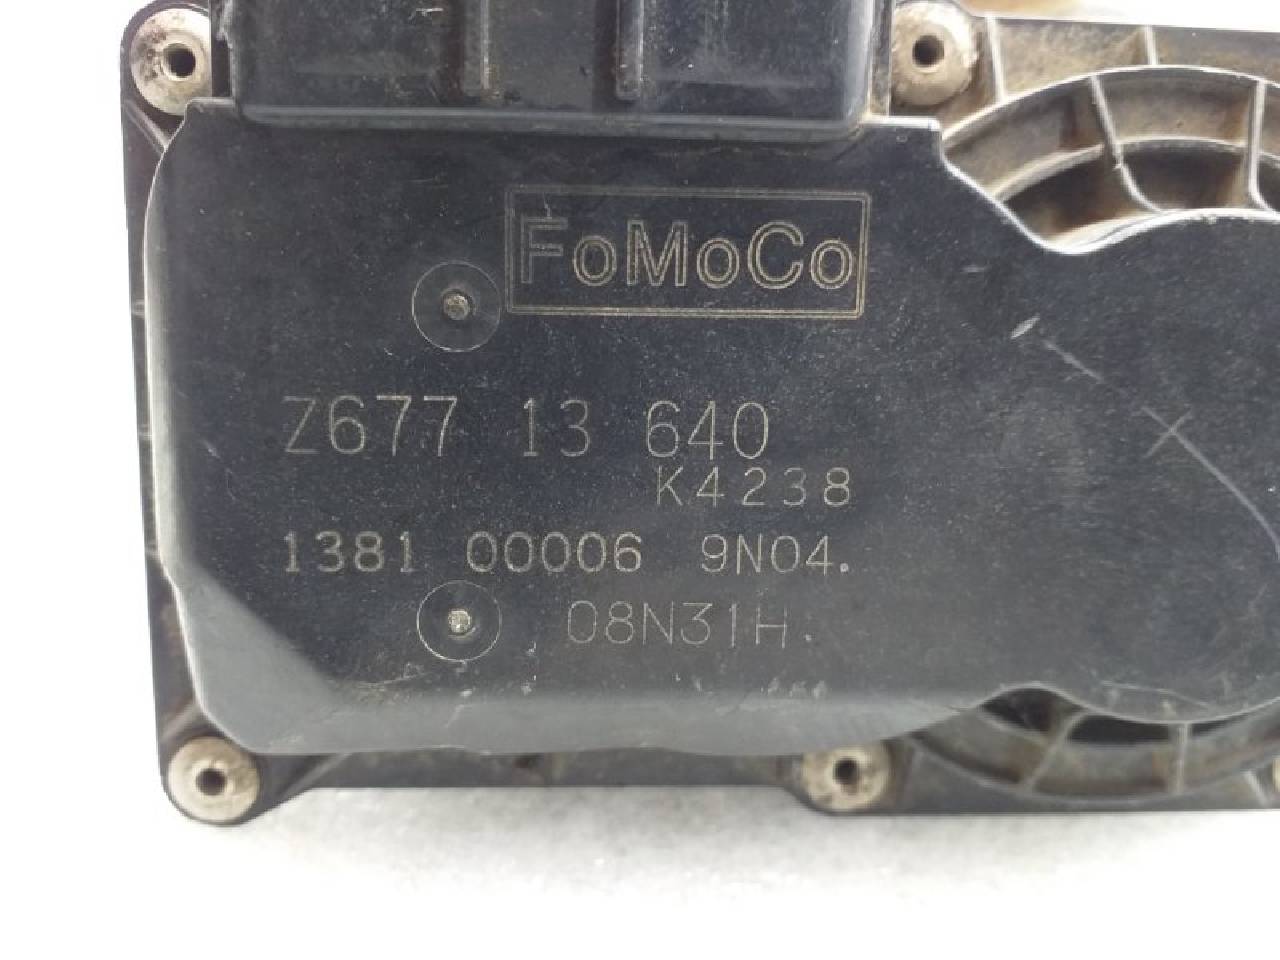 FoMoCo
Z677 13 640
K4238
1381 00006 9N04.
08N31H.